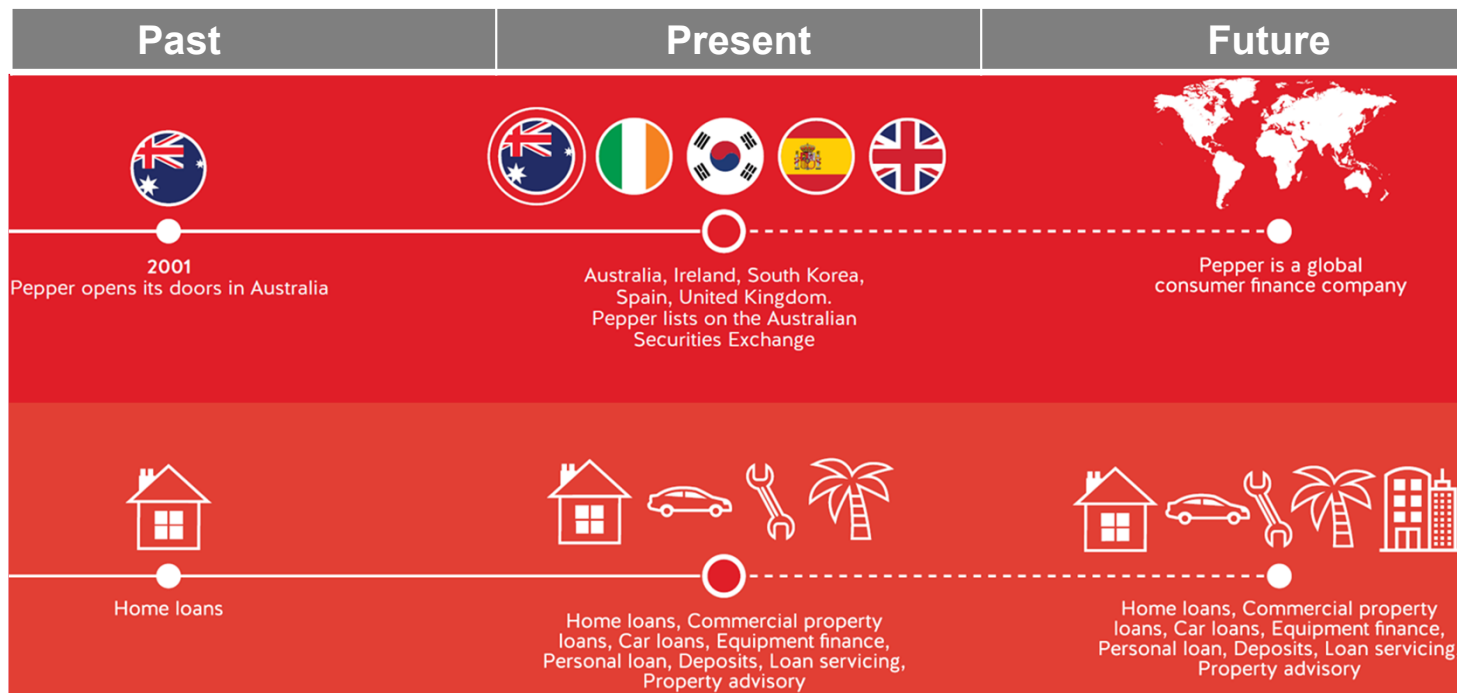 Past
Present
Future
2001
Pepper opens its doors in Australia
Australia, Ireland, South Korea,
Spain, United Kingdom.
Pepper lists on the Australian
Securities Exchange
Pepper is a global
consumer finance company
Home loans
Home loans, Commercial property
loans, Car loans, Equipment finance,
Personal loan, Deposits, Loan servicing,
Property advisory
Home loans, Commercial property
loans, Car loans, Equipment finance,
Personal loan, Deposits, Loan servicing
Property advisory